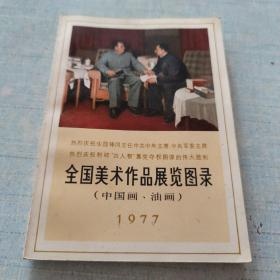 热烈庆祝华国锋同志任中共中央主席、中央军委主席
热烈庆祝粉碎“四人帮”篡党夺权阴谋的伟大胜利
全国美术作品展览图录
(中国画、油画)
1977